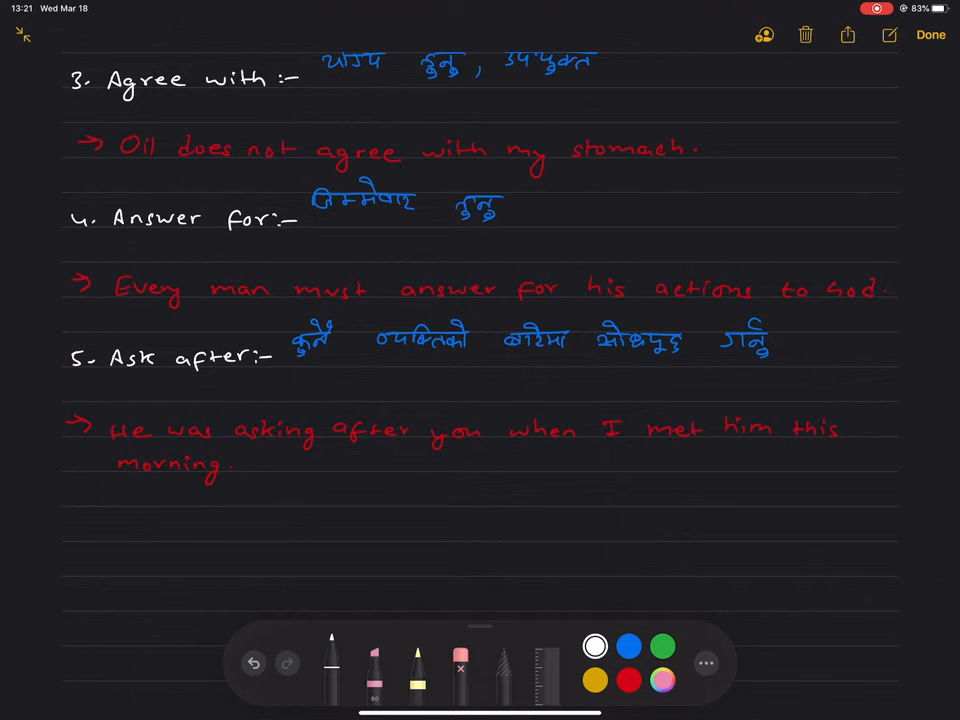 13:21 Wed Mar 18
83%
Done
योग्य हुनु, उपयुक्त
3. Agree with :-
→ Oil does not agree with my stomach.
जिम्मेवार हुनु
4. Answer for:-
→ Every man must answer for his actions to God.
कुनै व्यक्तिको बारेमा सोधपूछ गर्नु
5. Ask after:-
→ He was asking after you when I met him this
morning.
80